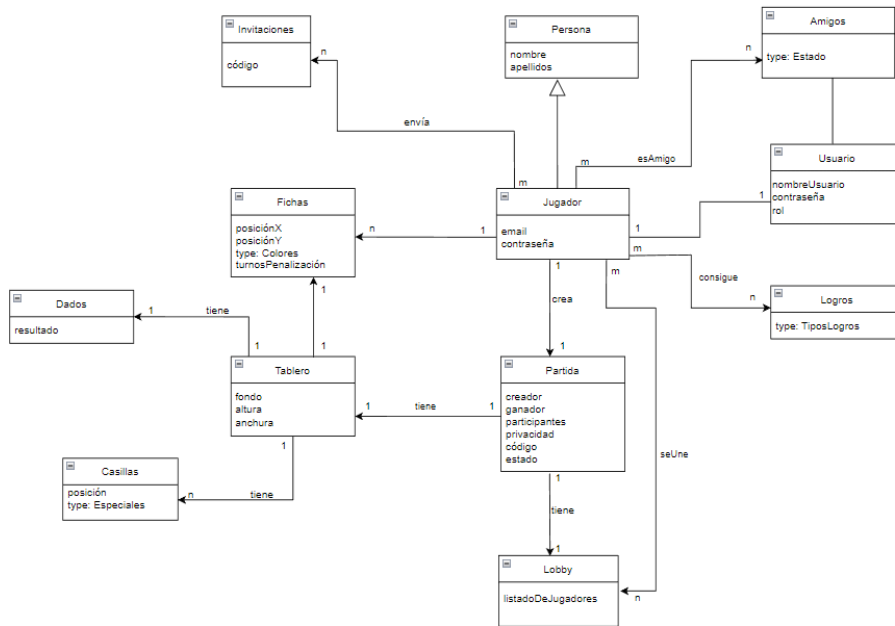 Invitaciones
código
n
envía
m
Persona
nombre
apellidos
Amigos
type: Estado
n
esAmigo
m
Usuario
nombreUsuario
contraseña
rol
1
1
Jugador
email
contraseña
Fichas
posiciónX
posiciónY
type: Colores
turnosPenalización
n
1
m
consigue
n
Logros
type: TiposLogros
1
crea
1
m
seUne
n
Dados
resultado
1
tiene
1
1
1
Tablero
fondo
altura
anchura
1
tiene
1
Partida
creador
ganador
participantes
privacidad
código
estado
1
tiene
n
Casillas
posición
type: Especiales
1
tiene
1
Lobby
listadoDeJugadores